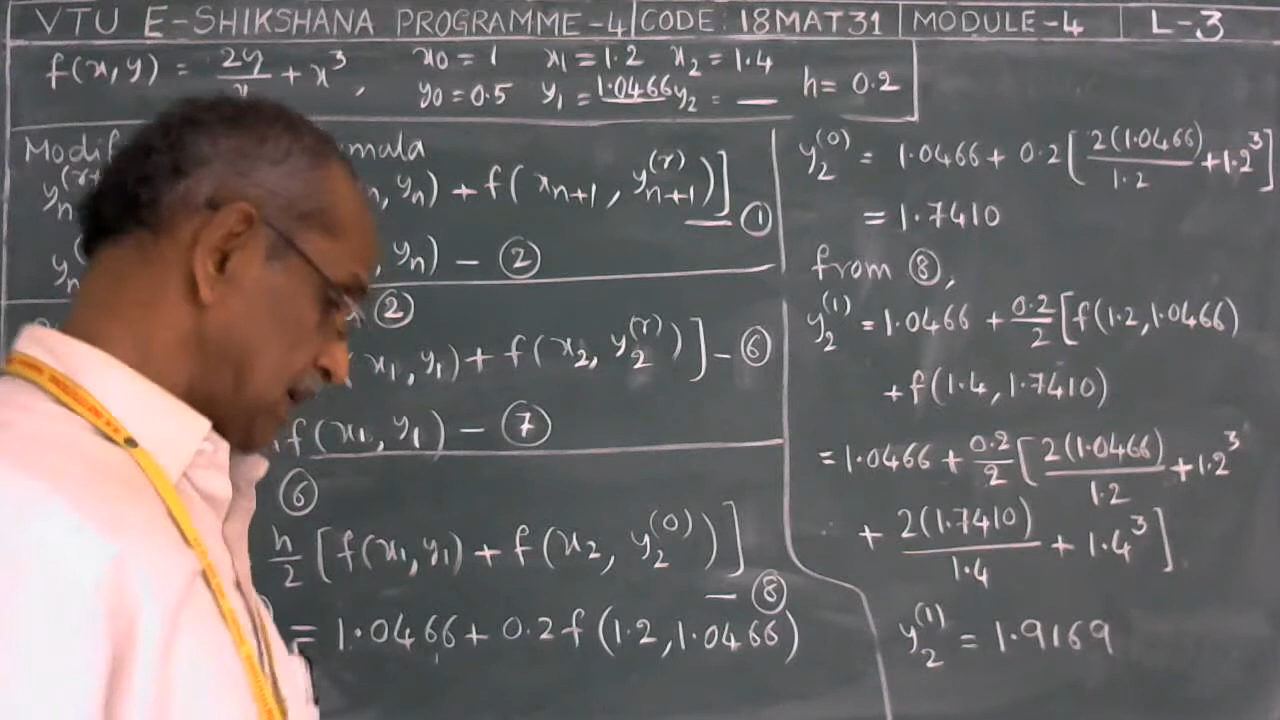 VTU E-SHIKSHANA PROGRAMME-4 | CODE: 18MAT31 | MODULE-4 | L-3
f(x,y) = 2y/x + x³, x0 = 1 x1 = 1.2 x2 = 1.4
y0 = 0.5 y1 = 1.0466 y2 = — h = 0.2
Modif mula
y_n^(r+ , y_n) + f(x_{n+1}, y_{n+1}^(r))] — ①
y_n^( , y_n) — ②
②
x1, y1) + f(x2, y2^(r))] — ⑥
f(x1, y1) — ⑦
⑥
h/2 [f(x1, y1) + f(x2, y2^(0))] — ⑧
= 1.0466 + 0.2 f(1.2, 1.0466)
y2^(0) = 1.0466 + 0.2 [2(1.0466)/1.2 + 1.2³]
= 1.7410
from ⑧,
y2^(1) = 1.0466 + 0.2/2 [f(1.2, 1.0466)
+ f(1.4, 1.7410)
= 1.0466 + 0.2/2 [2(1.0466)/1.2 + 1.2³
+ 2(1.7410)/1.4 + 1.4³]
y2^(1) = 1.9169